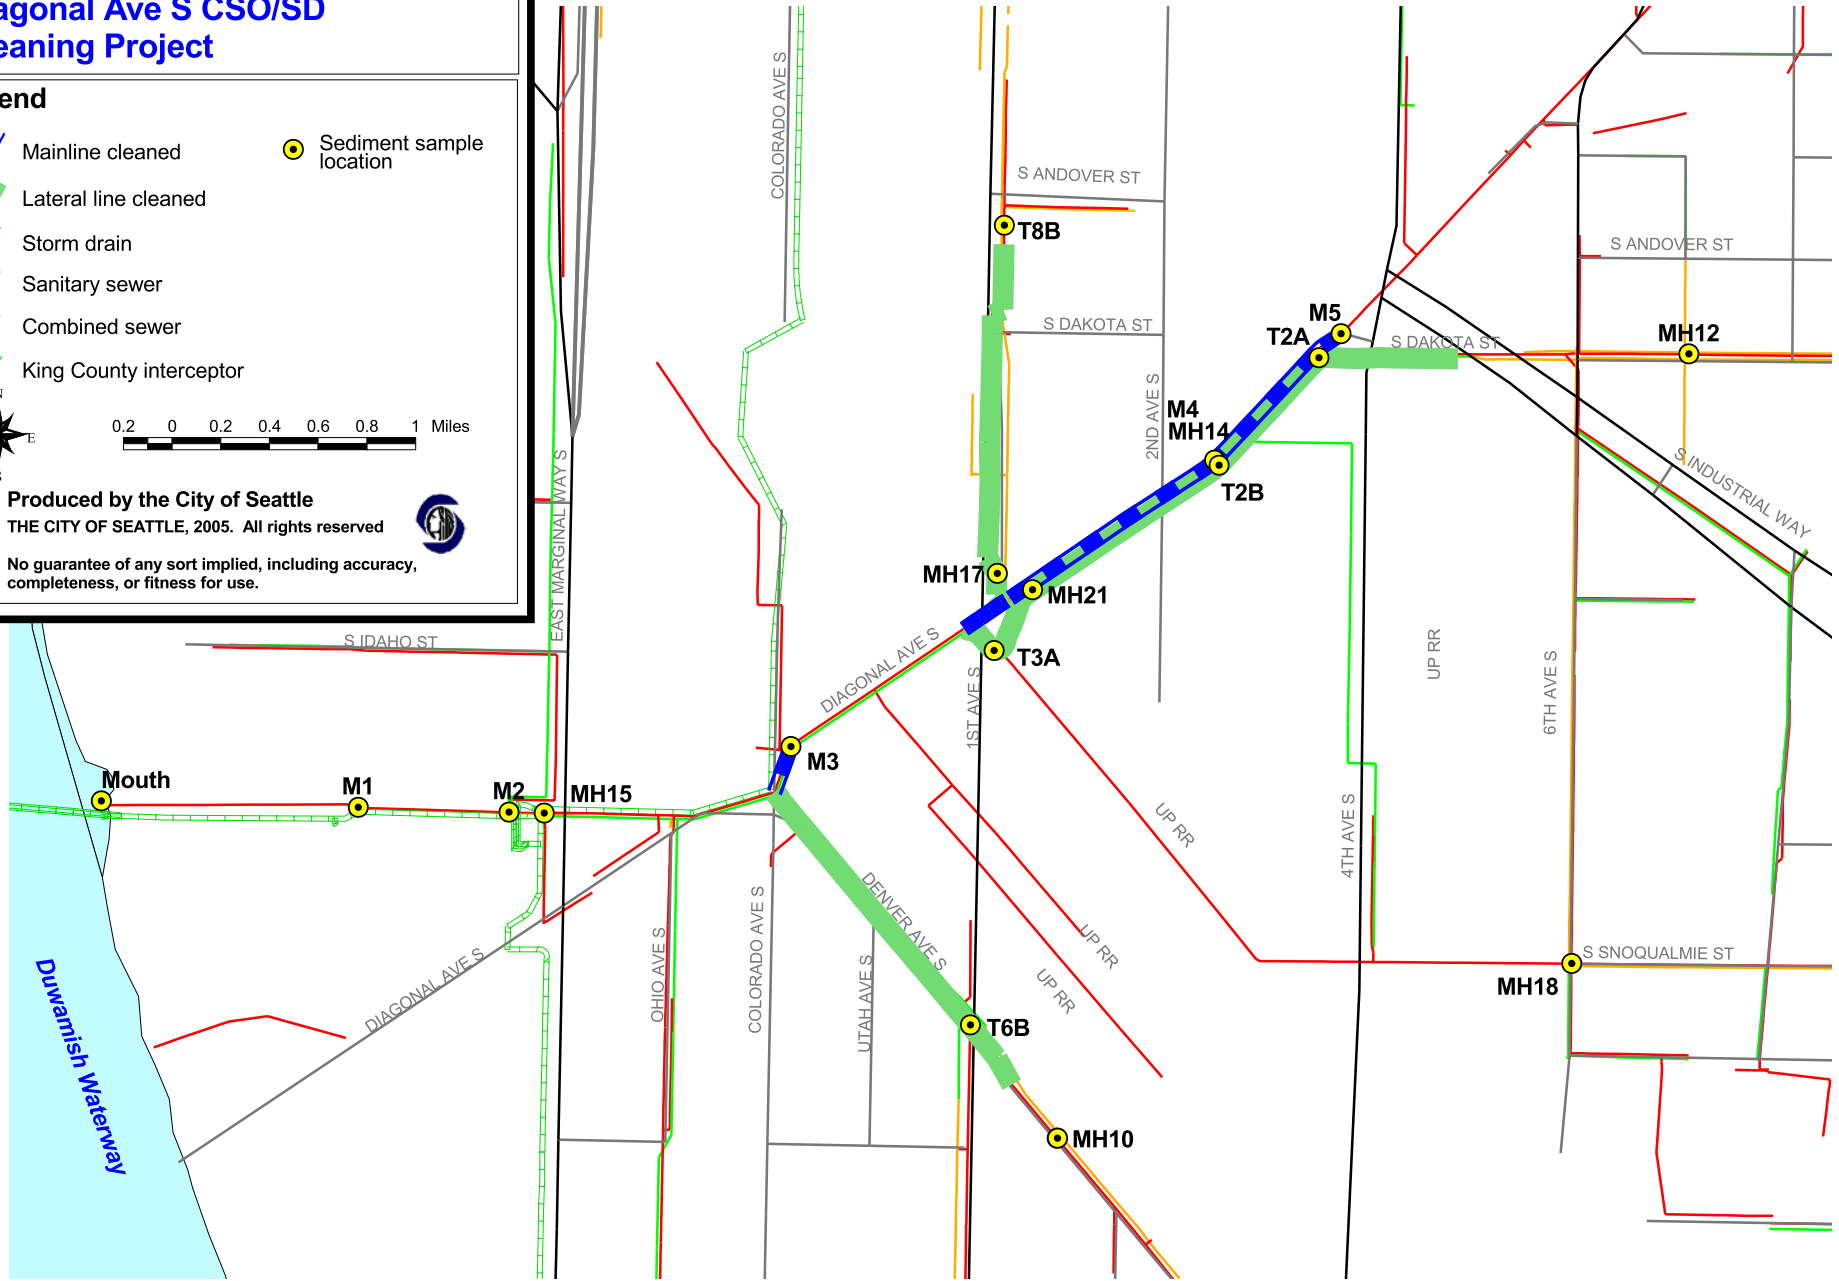 agonal Ave S CSO/SD
eaning Project
end
Mainline cleaned
Lateral line cleaned
Storm drain
Sanitary sewer
Combined sewer
King County interceptor
Sediment sample
location
N
E
S
0.2 0 0.2 0.4 0.6 0.8 1 Miles
Produced by the City of Seattle
THE CITY OF SEATTLE, 2005. All rights reserved
No guarantee of any sort implied, including accuracy,
completeness, or fitness for use.
COLORADO AVE S
S ANDOVER ST
T8B
S ANDOVER ST
S DAKOTA ST
M5
T2A
S DAKOTA ST
MH12
2ND AVE S
M4
MH14
T2B
S INDUSTRIAL WAY
EAST MARGINAL WAY S
MH17
MH21
S IDAHO ST
DIAGONAL AVE S
T3A
1ST AVE S
UP RR
6TH AVE S
M3
Mouth
M1
M2
MH15
UP RR
4TH AVE S
DENVER AVE S
COLORADO AVE S
OHIO AVE S
UTAH AVE S
DIAGONAL AVE S
UP RR
UP RR
S SNOQUALMIE ST
MH18
Duwamish Waterway
T6B
MH10